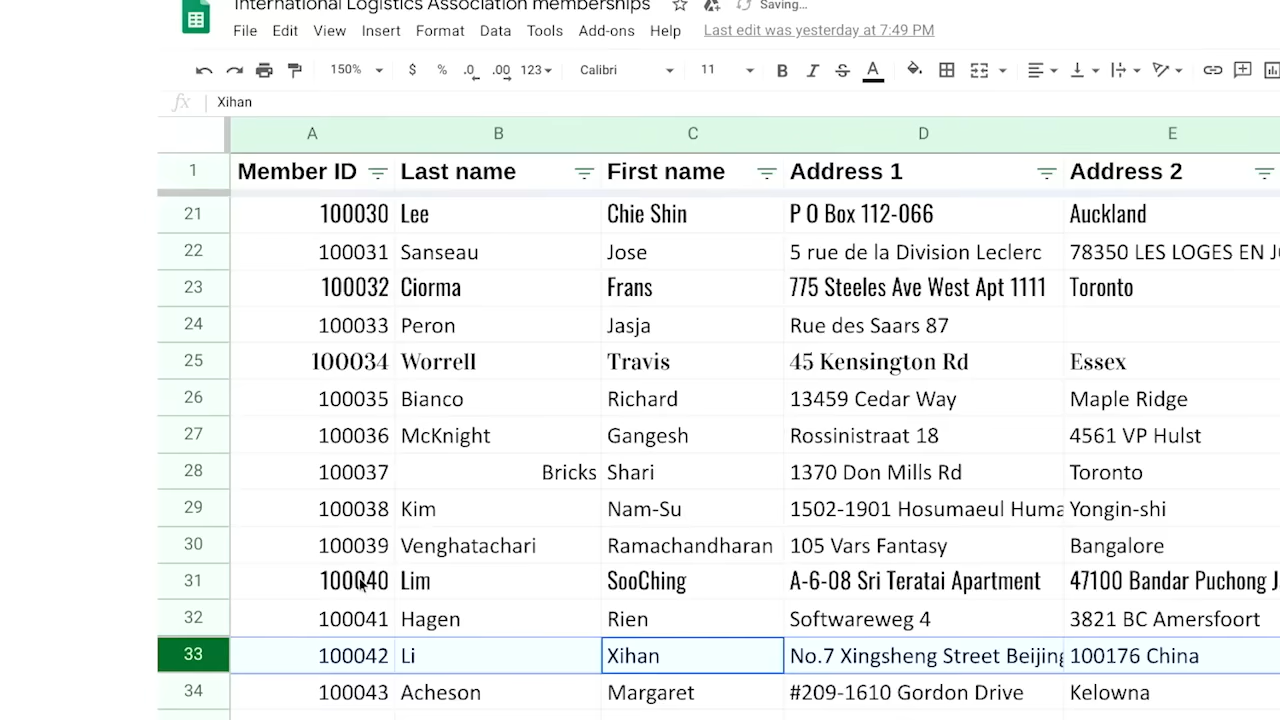 International Logistics Association memberships Saving...
File Edit View Insert Format Data Tools Add-ons Help Last edit was yesterday at 7:49 PM
150% $ % .0 .00 123 Calibri 11 B I S A
fx Xihan
A B C D E
1 Member ID Last name First name Address 1 Address 2
21 100030 Lee Chie Shin P O Box 112-066 Auckland
22 100031 Sanseau Jose 5 rue de la Division Leclerc 78350 LES LOGES EN
23 100032 Ciorma Frans 775 Steeles Ave West Apt 1111 Toronto
24 100033 Peron Jasja Rue des Saars 87
25 100034 Worrell Travis 45 Kensington Rd Essex
26 100035 Bianco Richard 13459 Cedar Way Maple Ridge
27 100036 McKnight Gangesh Rossinistraat 18 4561 VP Hulst
28 100037 Bricks Shari 1370 Don Mills Rd Toronto
29 100038 Kim Nam-Su 1502-1901 Hosumaeul Huma Yongin-shi
30 100039 Venghatachari Ramachandharan 105 Vars Fantasy Bangalore
31 100040 Lim SooChing A-6-08 Sri Teratai Apartment 47100 Bandar Puchong J
32 100041 Hagen Rien Softwareweg 4 3821 BC Amersfoort
33 100042 Li Xihan No.7 Xingsheng Street Beijing 100176 China
34 100043 Acheson Margaret #209-1610 Gordon Drive Kelowna